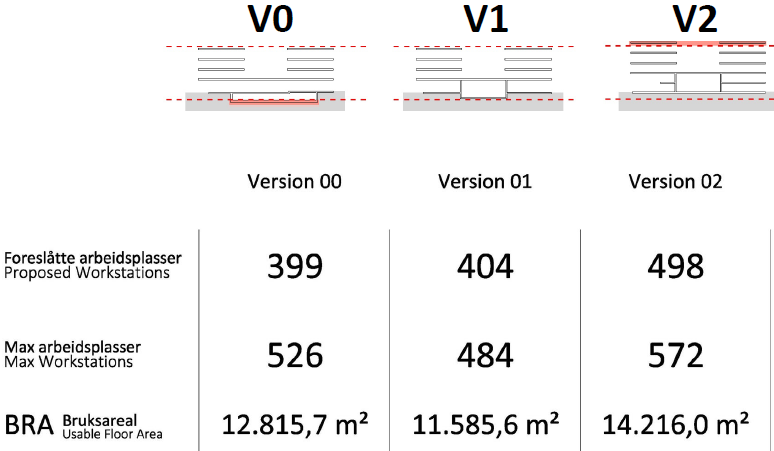 V0 V1 V2
Version 00 Version 01 Version 02
Foreslåtte arbeidsplasser
Proposed Workstations
399 404 498
Max arbeidsplasser
Max Workstations
526 484 572
BRA Bruksareal
Usable Floor Area
12.815,7 m² 11.585,6 m² 14.216,0 m²